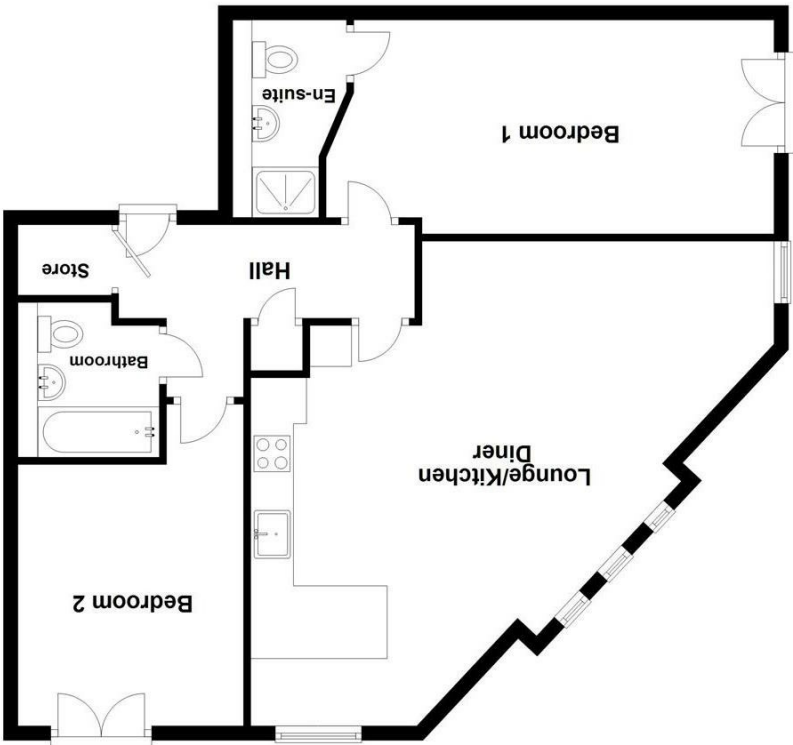 Bedroom 2
Lounge/Kitchen
Diner
Bathroom
Store
Hall
Bedroom 1
En-suite